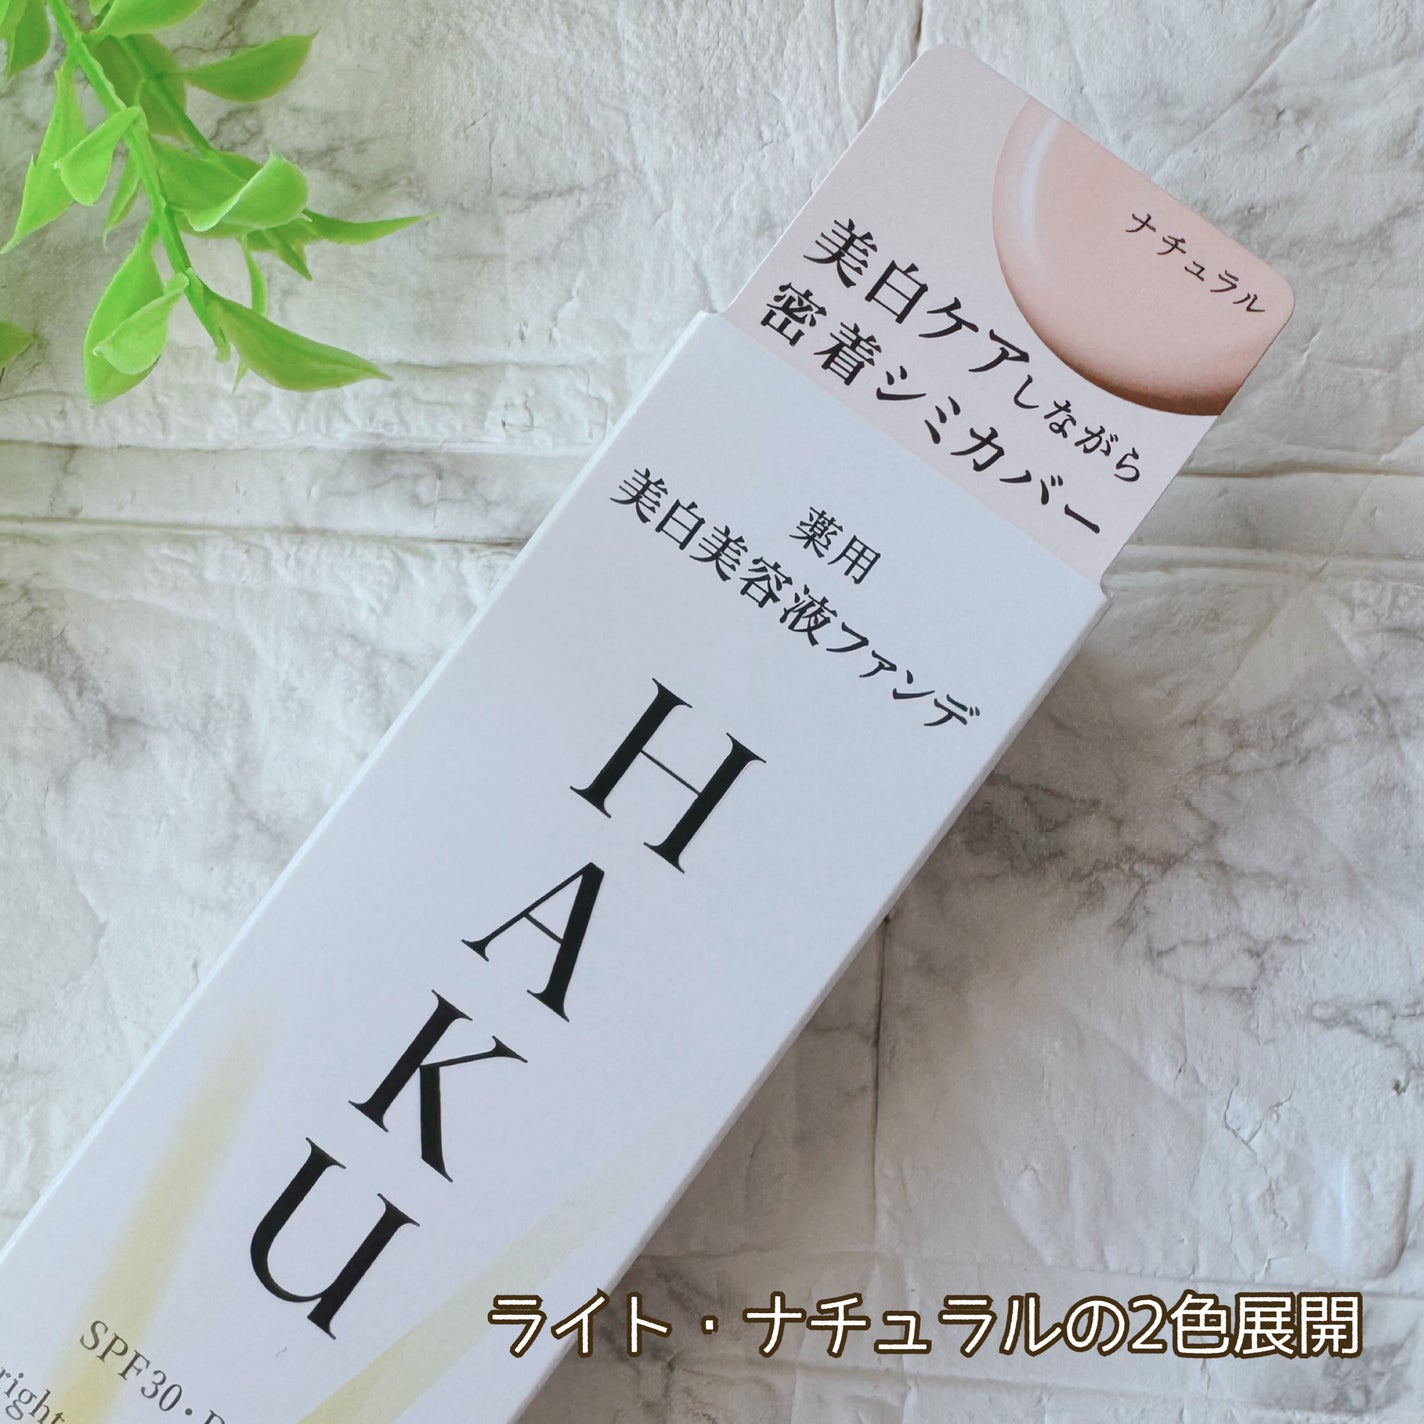 ナチュラル
美白ケアしながら
密着シミカバー
薬用
美白美容液ファンデ
HAKU
SPF30・
ライト・ナチュラルの2色展開